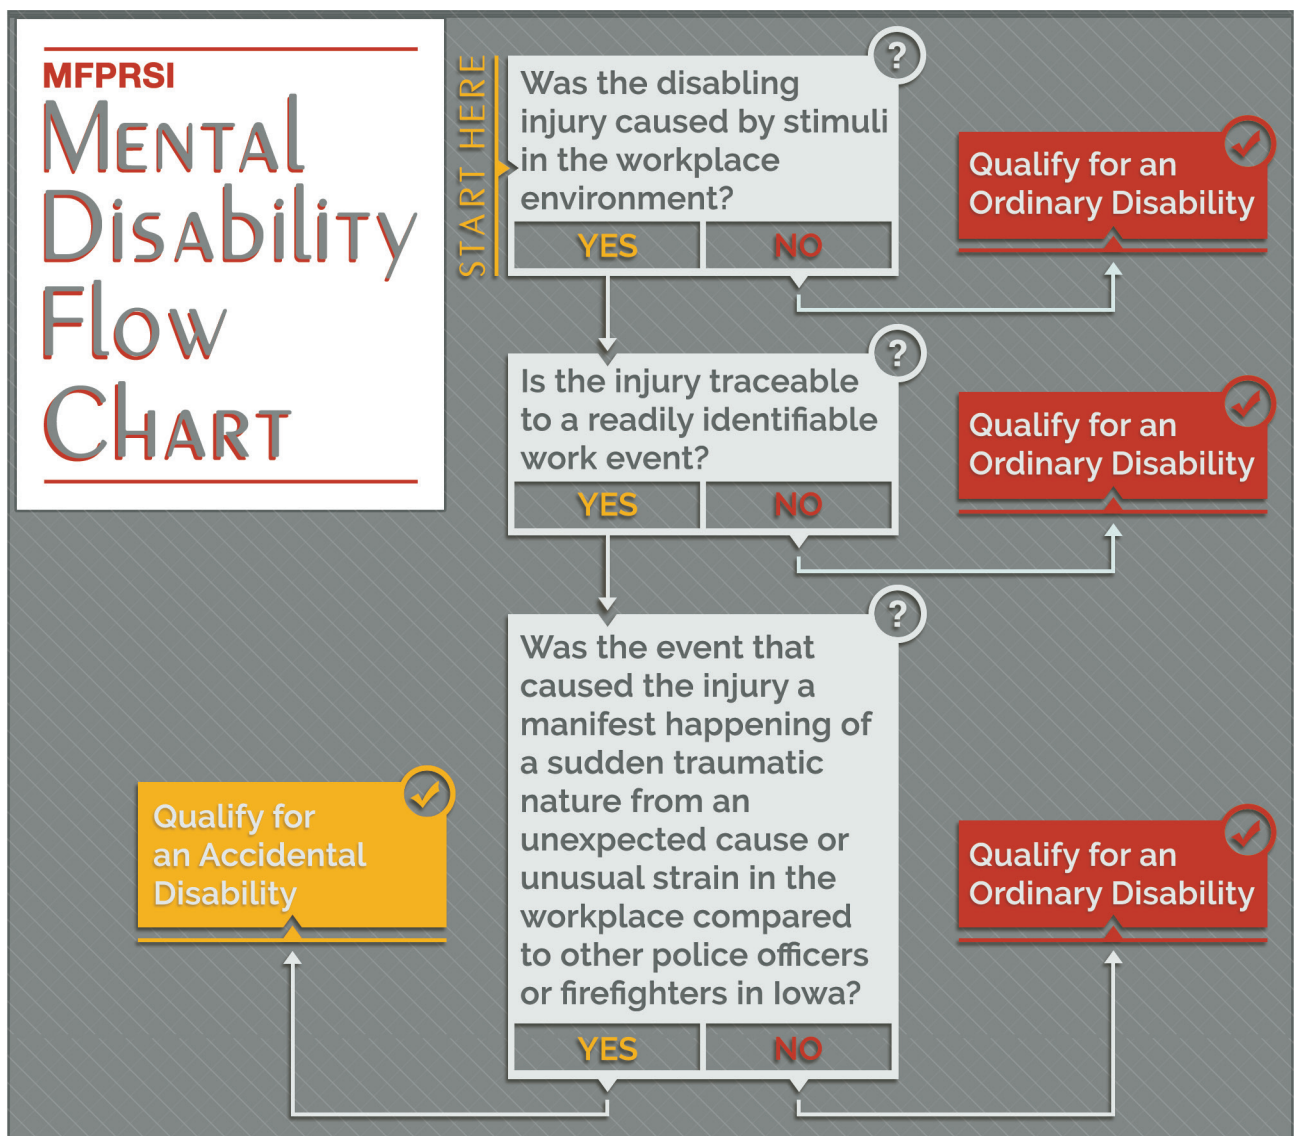 MFPRSI
Mental
Disability
Flow
Chart
START HERE
?
Was the disabling
injury caused by stimuli
in the workplace
environment?
YES
NO
Qualify for an
Ordinary Disability
?
Is the injury traceable
to a readily identifiable
work event?
YES
NO
Qualify for an
Ordinary Disability
?
Was the event that
caused the injury a
manifest happening of
a sudden traumatic
nature from an
unexpected cause or
unusual strain in the
workplace compared
to other police officers
or firefighters in Iowa?
YES
NO
Qualify for
an Accidental
Disability
Qualify for an
Ordinary Disability